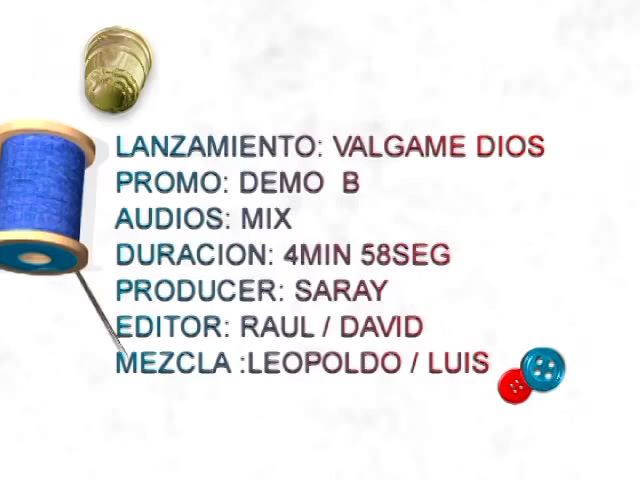 LANZAMIENTO: VALGAME DIOS
PROMO: DEMO B
AUDIOS: MIX
DURACION: 4MIN 58SEG
PRODUCER: SARAY
EDITOR: RAUL / DAVID
MEZCLA :LEOPOLDO / LUIS